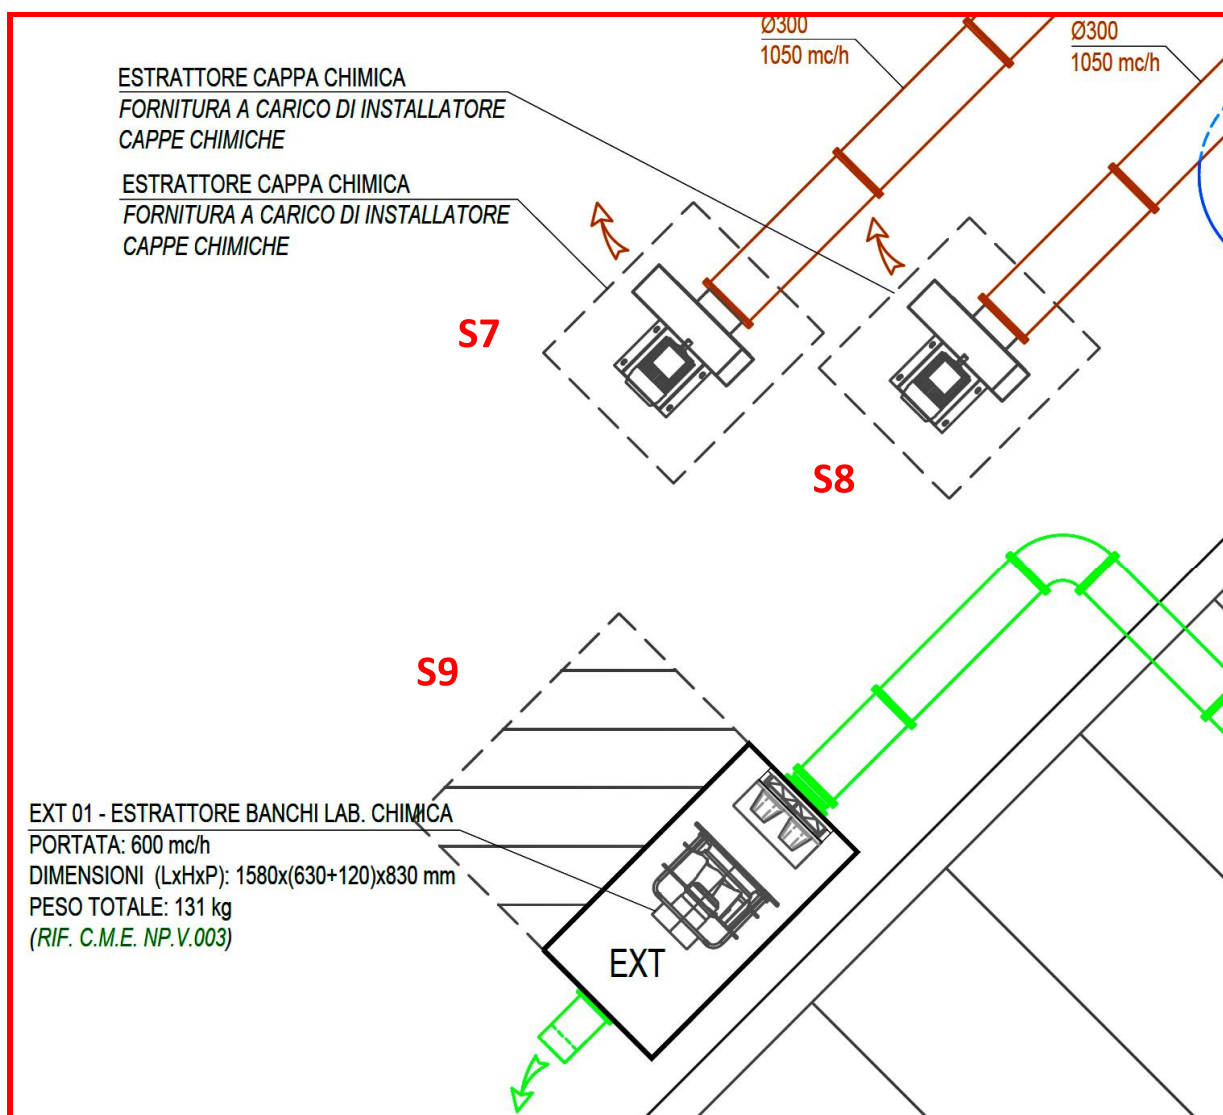 Ø300
1050 mc/h
Ø300
1050 mc/h
ESTRATTORE CAPPA CHIMICA
FORNITURA A CARICO DI INSTALLATORE
CAPPE CHIMICHE
ESTRATTORE CAPPA CHIMICA
FORNITURA A CARICO DI INSTALLATORE
CAPPE CHIMICHE
S7
S8
S9
EXT 01 - ESTRATTORE BANCHI LAB. CHIMICA
PORTATA: 600 mc/h
DIMENSIONI (LxHxP): 1580x(630+120)x830 mm
PESO TOTALE: 131 kg
(RIF. C.M.E. NP.V.003)
EXT